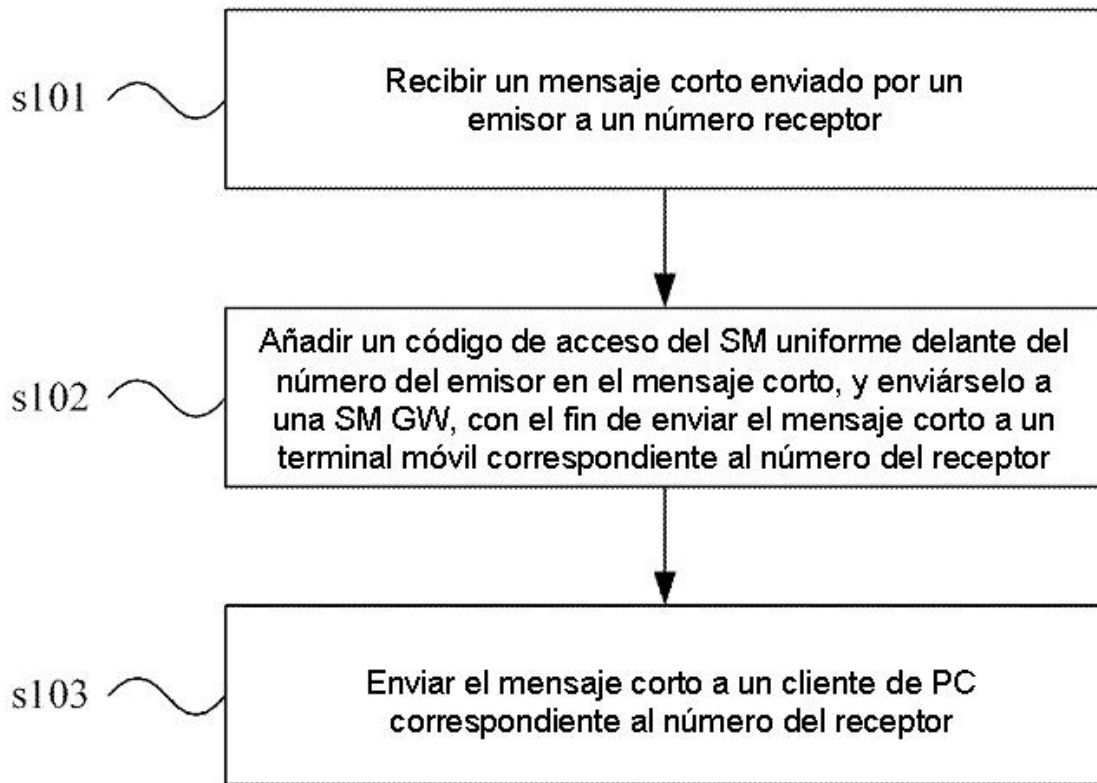 s101
Recibir un mensaje corto enviado por un
emisor a un número receptor
s102
Añadir un código de acceso del SM uniforme delante del
número del emisor en el mensaje corto, y enviárselo a
una SM GW, con el fin de enviar el mensaje corto a un
terminal móvil correspondiente al número del receptor
s103
Enviar el mensaje corto a un cliente de PC
correspondiente al número del receptor